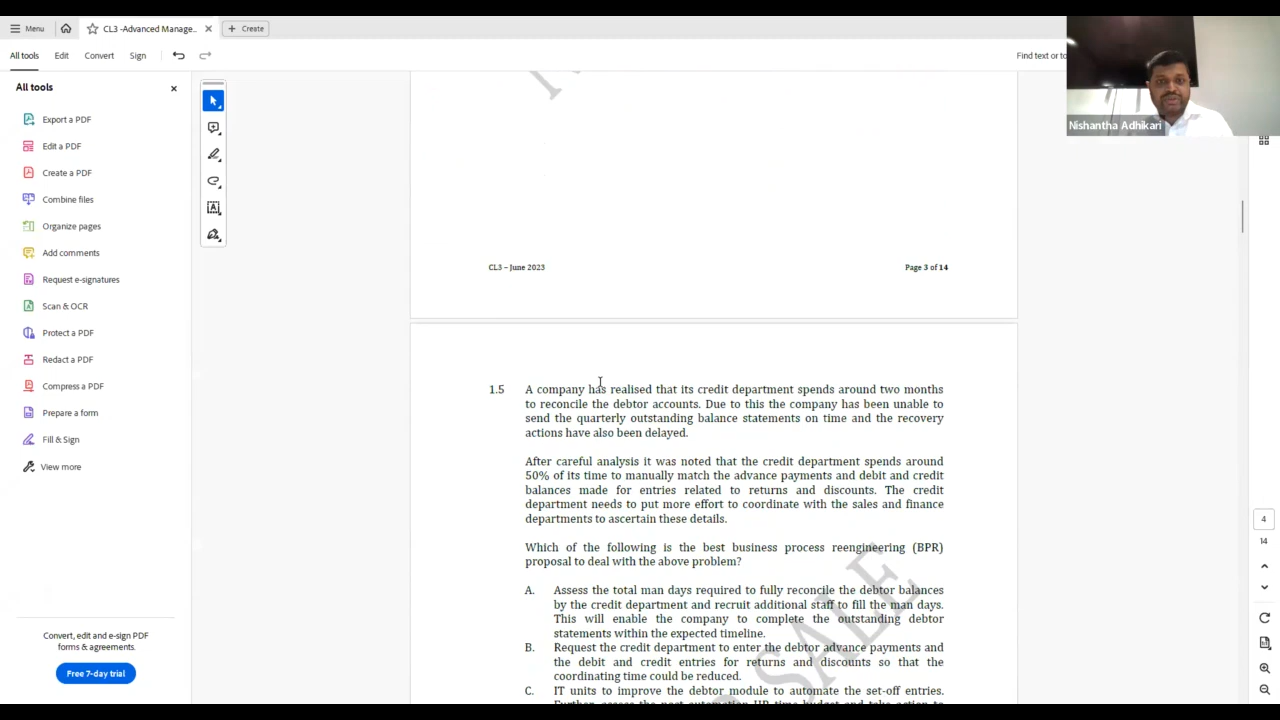 Menu
CL3 -Advanced Manage...
Create
All tools
Edit
Convert
Sign
Find text or to
Nishantha Adhikari
All tools
Export a PDF
Edit a PDF
Create a PDF
Combine files
Organize pages
Add comments
Request e-signatures
Scan & OCR
Protect a PDF
Redact a PDF
Compress a PDF
Prepare a form
Fill & Sign
View more
Convert, edit and e-sign PDF
forms & agreements.
Free 7-day trial
CL3 – June 2023
Page 3 of 14
1.5 A company has realised that its credit department spends around two months
to reconcile the debtor accounts. Due to this the company has been unable to
send the quarterly outstanding balance statements on time and the recovery
actions have also been delayed.
After careful analysis it was noted that the credit department spends around
50% of its time to manually match the advance payments and debit and credit
balances made for entries related to returns and discounts. The credit
department needs to put more effort to coordinate with the sales and finance
departments to ascertain these details.
Which of the following is the best business process reengineering (BPR)
proposal to deal with the above problem?
A. Assess the total man days required to fully reconcile the debtor balances
by the credit department and recruit additional staff to fill the man days.
This will enable the company to complete the outstanding debtor
statements within the expected timeline.
B. Request the credit department to enter the debtor advance payments and
the debit and credit entries for returns and discounts so that the
coordinating time could be reduced.
C. IT units to improve the debtor module to automate the set-off entries.
SALE
4
14